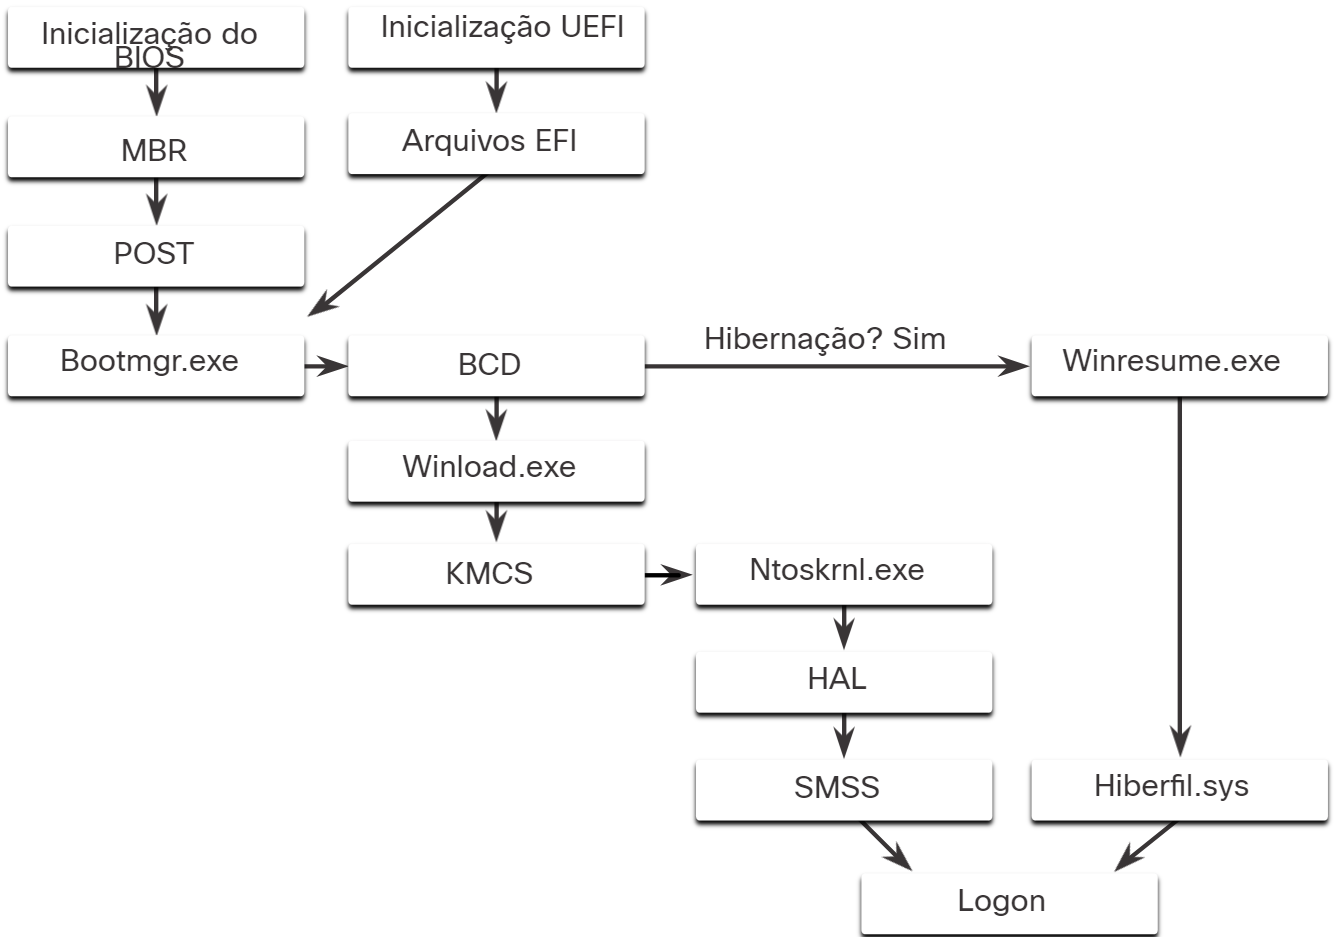 Inicialização do
BIOS
Inicialização UEFI
MBR
Arquivos EFI
POST
Bootmgr.exe
BCD
Hibernação? Sim
Winresume.exe
Winload.exe
KMCS
Ntoskrnl.exe
HAL
SMSS
Hiberfil.sys
Logon